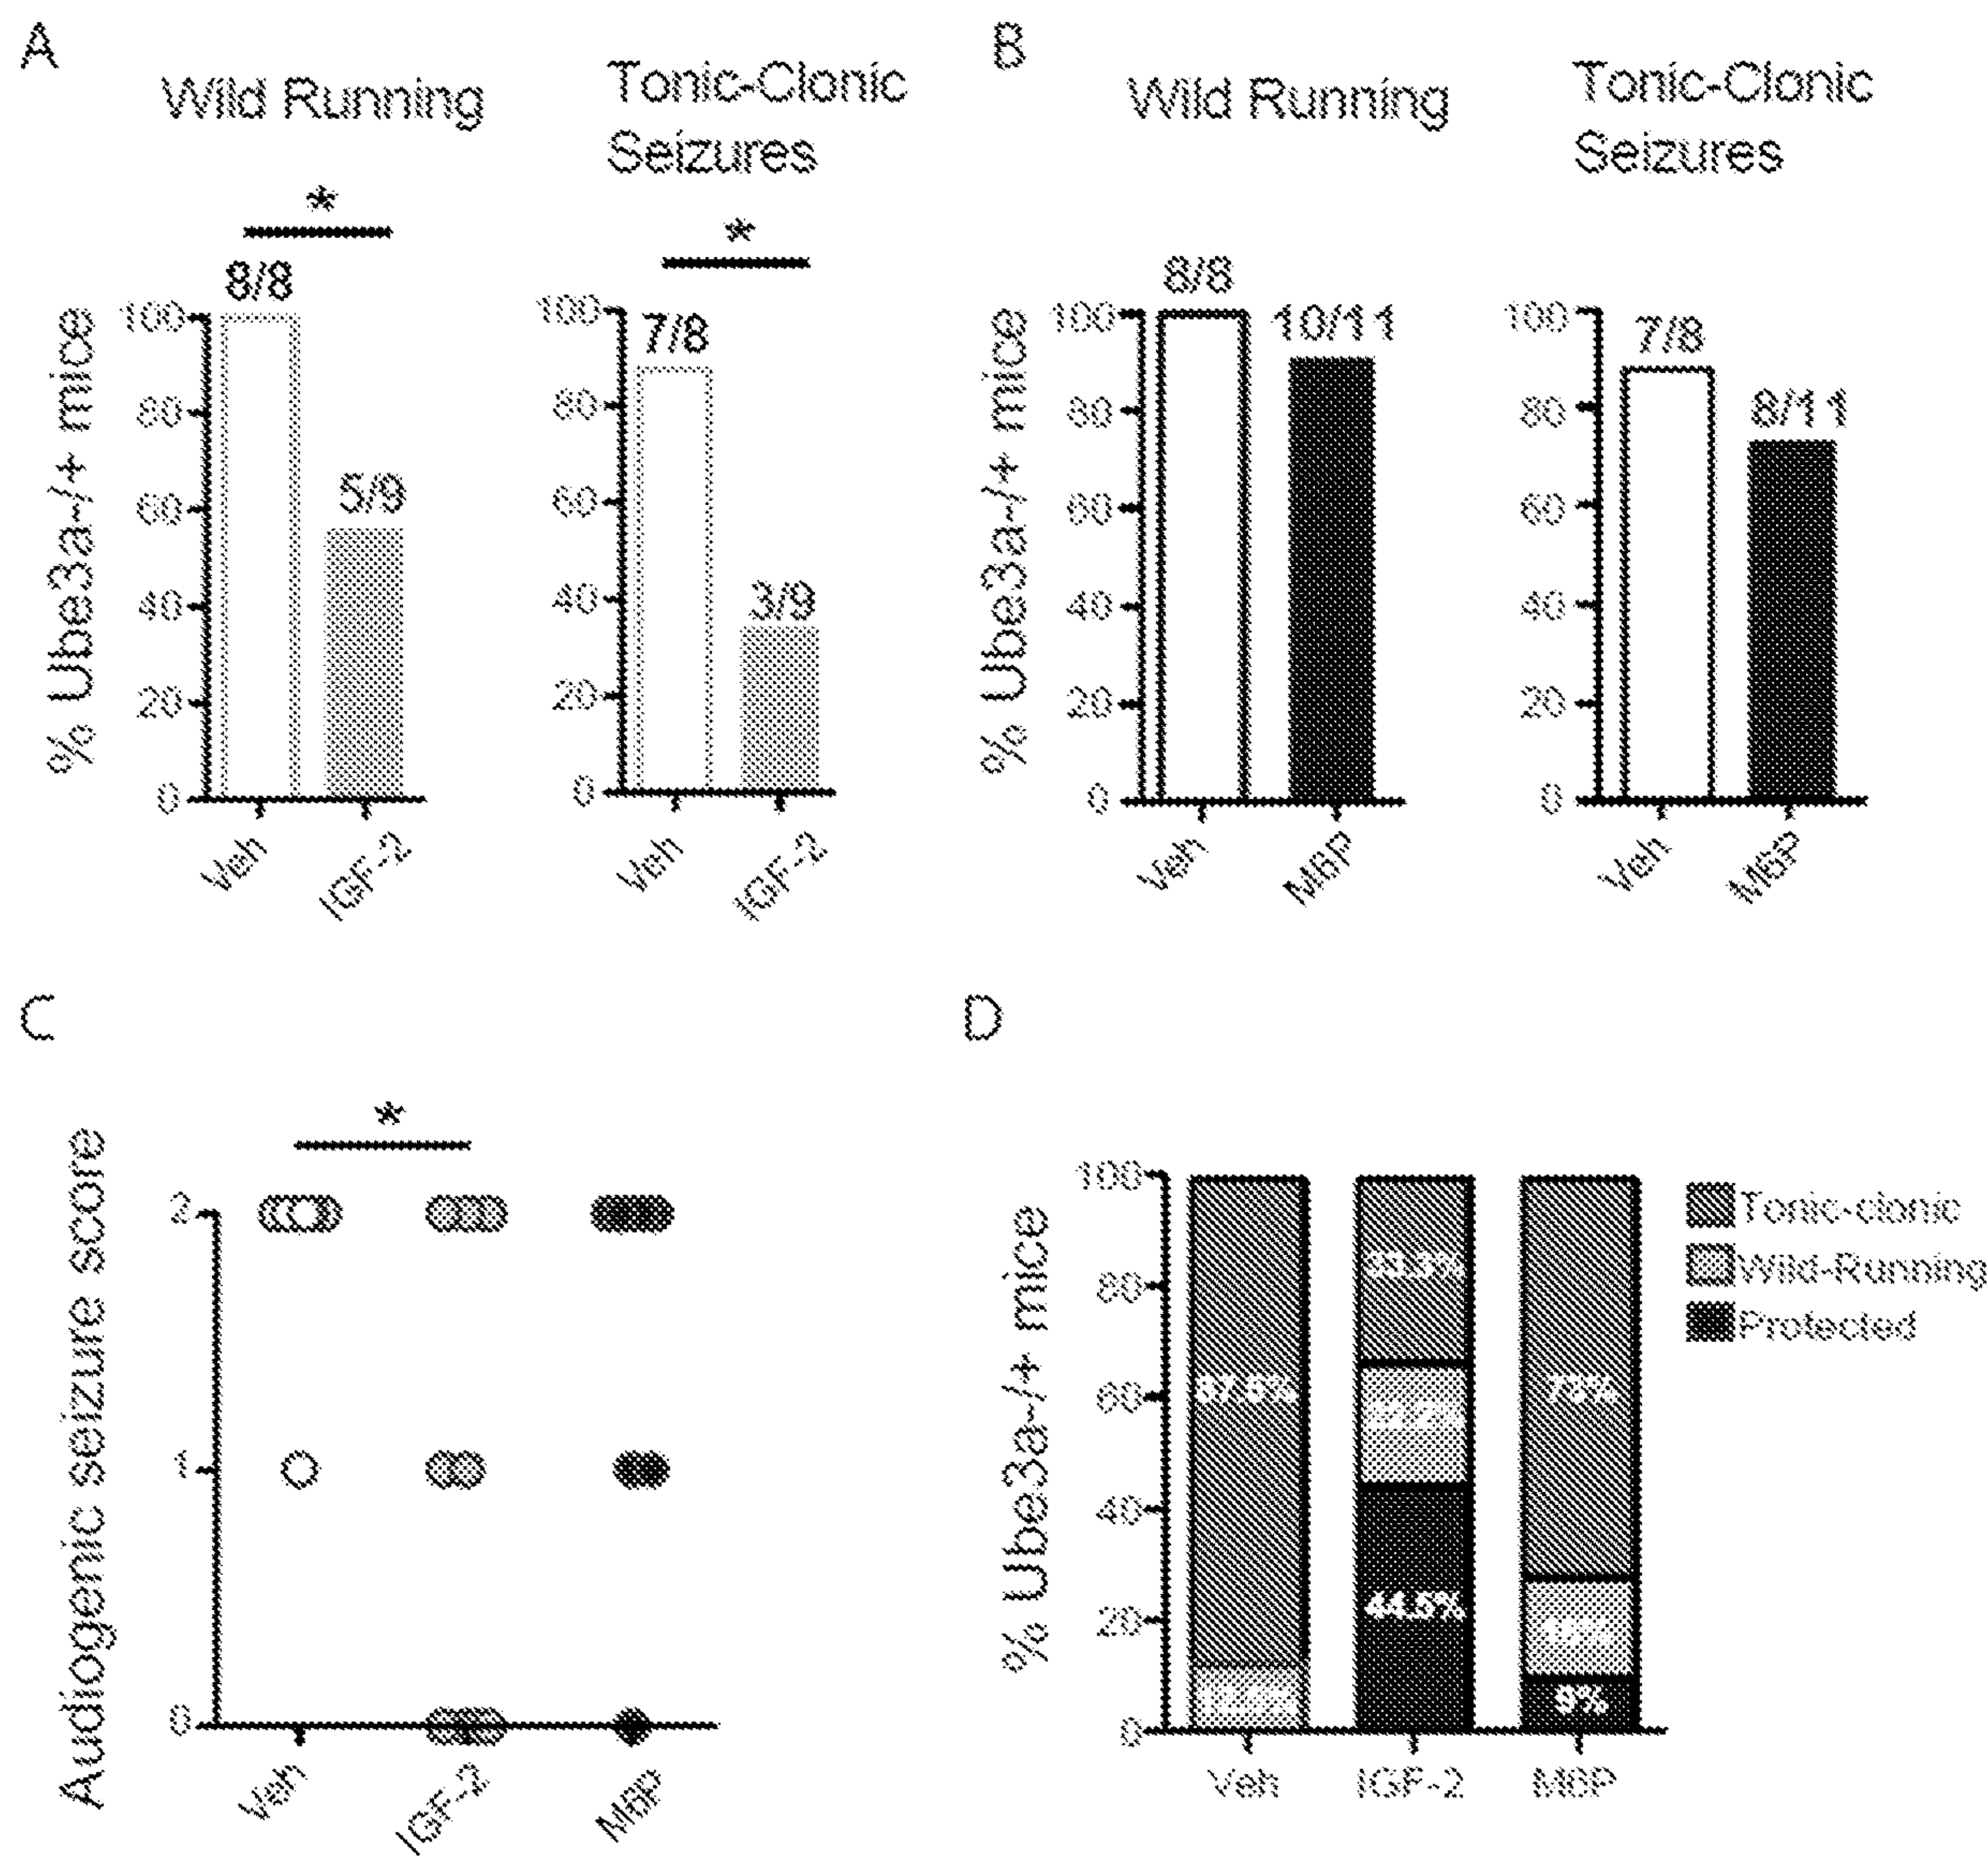 A
Wild Running
Tonic-Clonic
Seizures
*
*
8/8
5/9
7/8
3/9
% Ube3a-/+ mice
100
80
60
40
20
0
100
80
60
40
20
0
Veh
IGF-2
Veh
IGF-2
B
Wild Running
Tonic-Clonic
Seizures
8/8
10/11
7/8
8/11
% Ube3a-/+ mice
100
80
60
40
20
0
100
80
60
40
20
0
Veh
M6P
Veh
M6P
C
*
Audiogenic seizure score
2
1
0
Veh
IGF-2
M6P
D
% Ube3a-/+ mice
100
80
60
40
20
0
87.5%
33.3%
22.2%
44.5%
73%
18%
9%
Veh
IGF-2
M6P
Tonic-clonic
Wild-Running
Protected